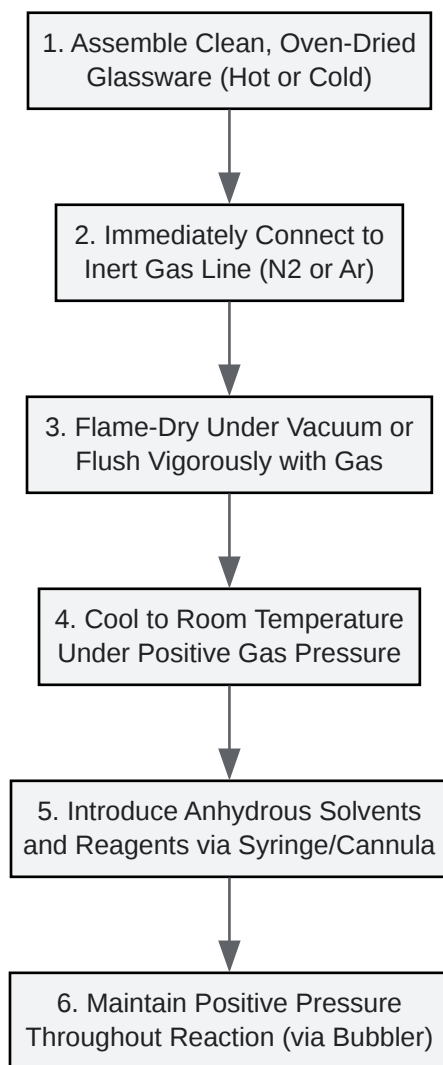 1. Assemble Clean, Oven-Dried
Glassware (Hot or Cold)
2. Immediately Connect to
Inert Gas Line (N2 or Ar)
3. Flame-Dry Under Vacuum or
Flush Vigorously with Gas
4. Cool to Room Temperature
Under Positive Gas Pressure
5. Introduce Anhydrous Solvents
and Reagents via Syringe/Cannula
6. Maintain Positive Pressure
Throughout Reaction (via Bubbler)